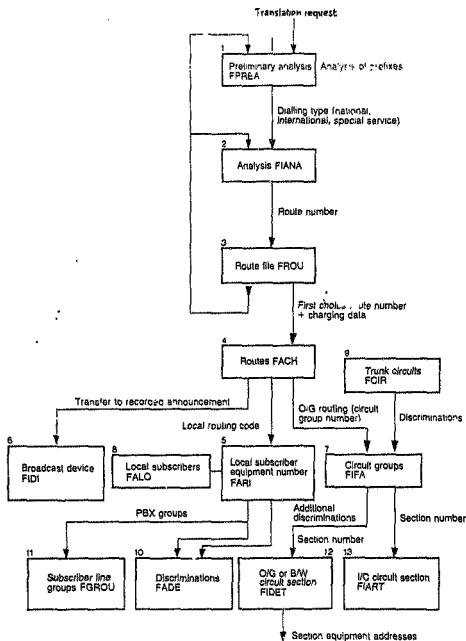 Translation request
1
Preliminary analysis
FPREA
Analysis of prefixes
Dialling type (national,
international, special service)
2
Analysis FIANA
Route number
3
Route file FROU
First choice route number
+ charging data
4
Routes FACH
9
Trunk circuits
FCIR
Transfer to recorded announcement
O/G routing (circuit
group number)
Discriminations
Local routing code
6
Broadcast device
FIDI
8
Local subscribers
FALO
5
Local subscriber
equipment number
FARI
7
Circuit groups
FIFA
PBX groups
Additional
discriminations
Section number
Section number
11
Subscriber line
groups FGROU
10
Discriminations
FADE
12
O/G or B/W
circuit section
FIDET
13
I/C circuit section
FIART
Section equipment addresses